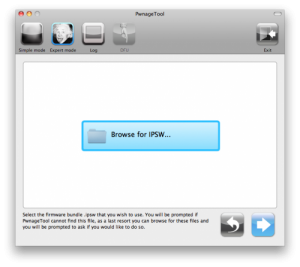 PwnageTool
Simple mode
Expert mode
Log
DFU
Exit
Browse for IPSW...
Select the firmware bundle .ipsw that you wish to use. You will be prompted if
PwnageTool cannot find this file, as a last resort you can browse for these files and
you will be prompted to ask if you would like to do so.